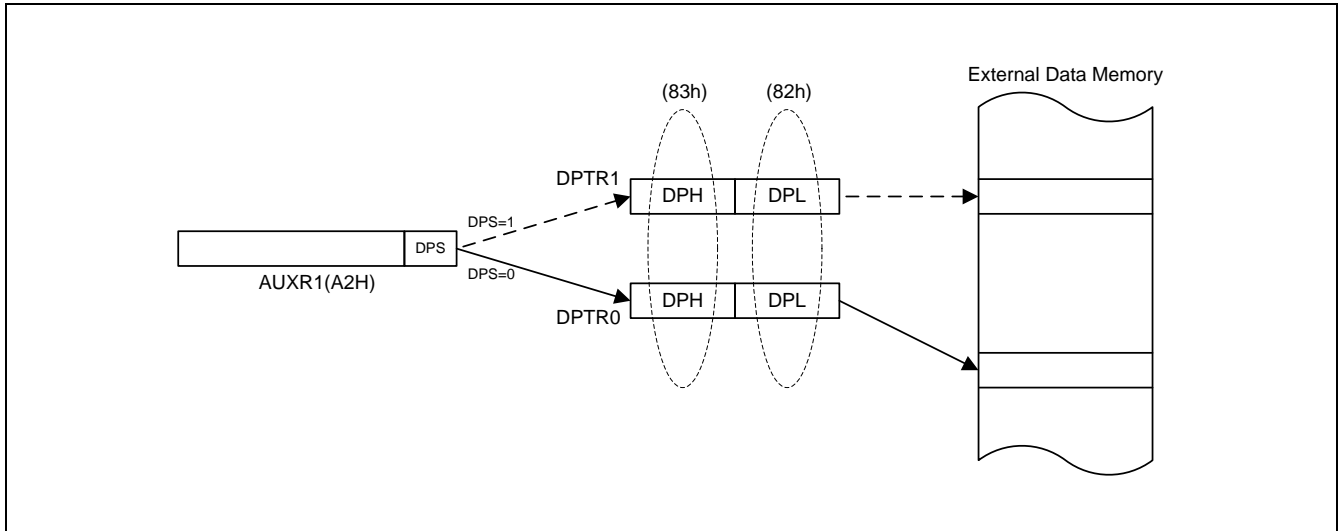 External Data Memory
(83h) (82h)
DPTR1
DPH DPL
DPS=1
DPS
AUXR1(A2H)
DPS=0
DPH DPL
DPTR0